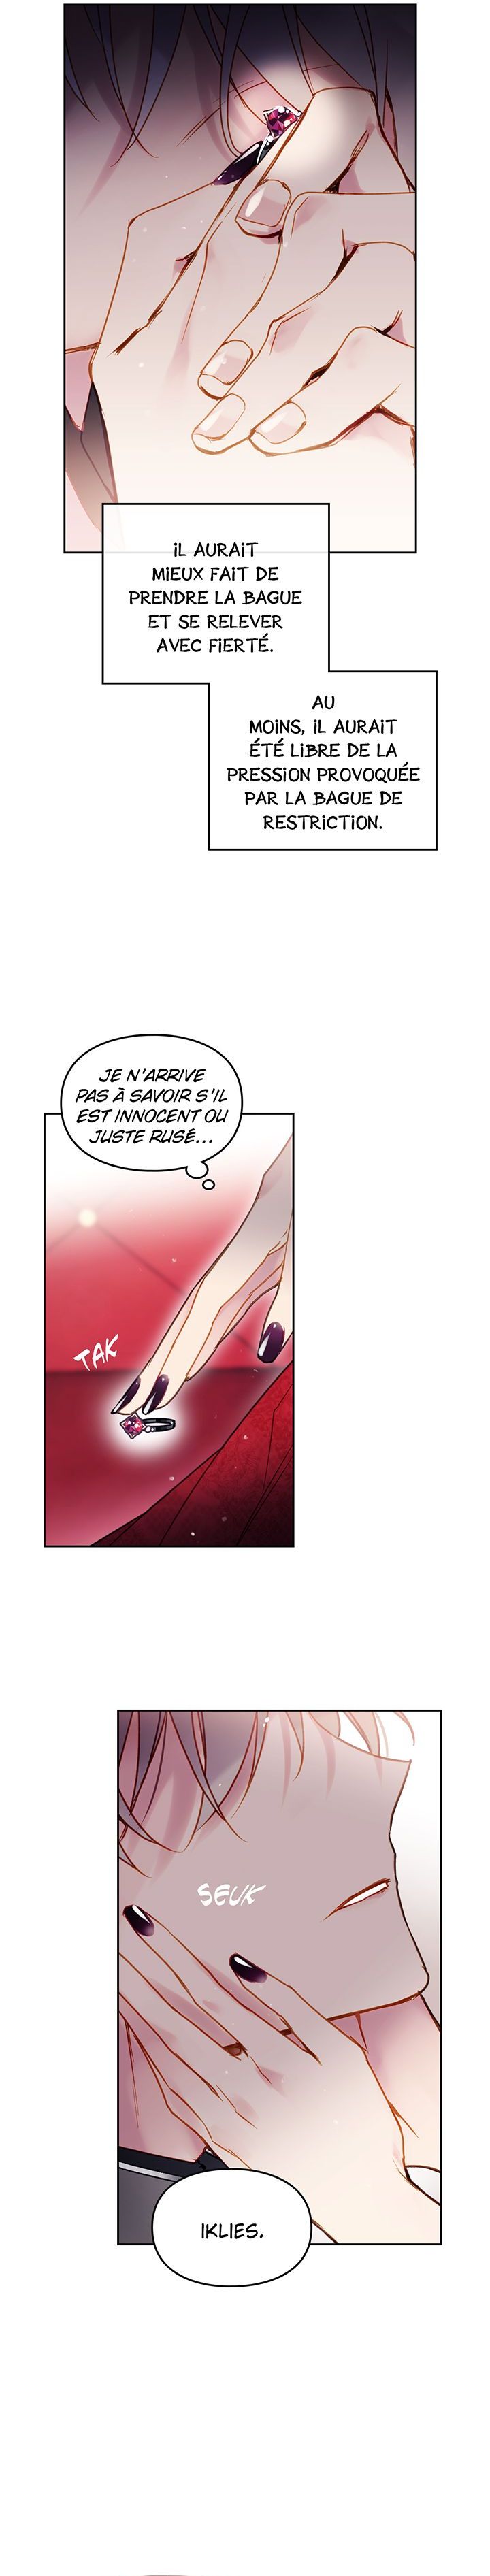 IL AURAIT
MIEUX FAIT DE
PRENDRE LA BAGUE
ET SE RELEVER
AVEC FIERTÉ.
AU
MOINS, IL AURAIT
ÉTÉ LIBRE DE LA
PRESSION PROVOQUÉE
PAR LA BAGUE DE
RESTRICTION.
JE N'ARRIVE
PAS À SAVOIR S'IL
EST INNOCENT OU
JUSTE RUSÉ...
TAK
SEUK
IKLIES.